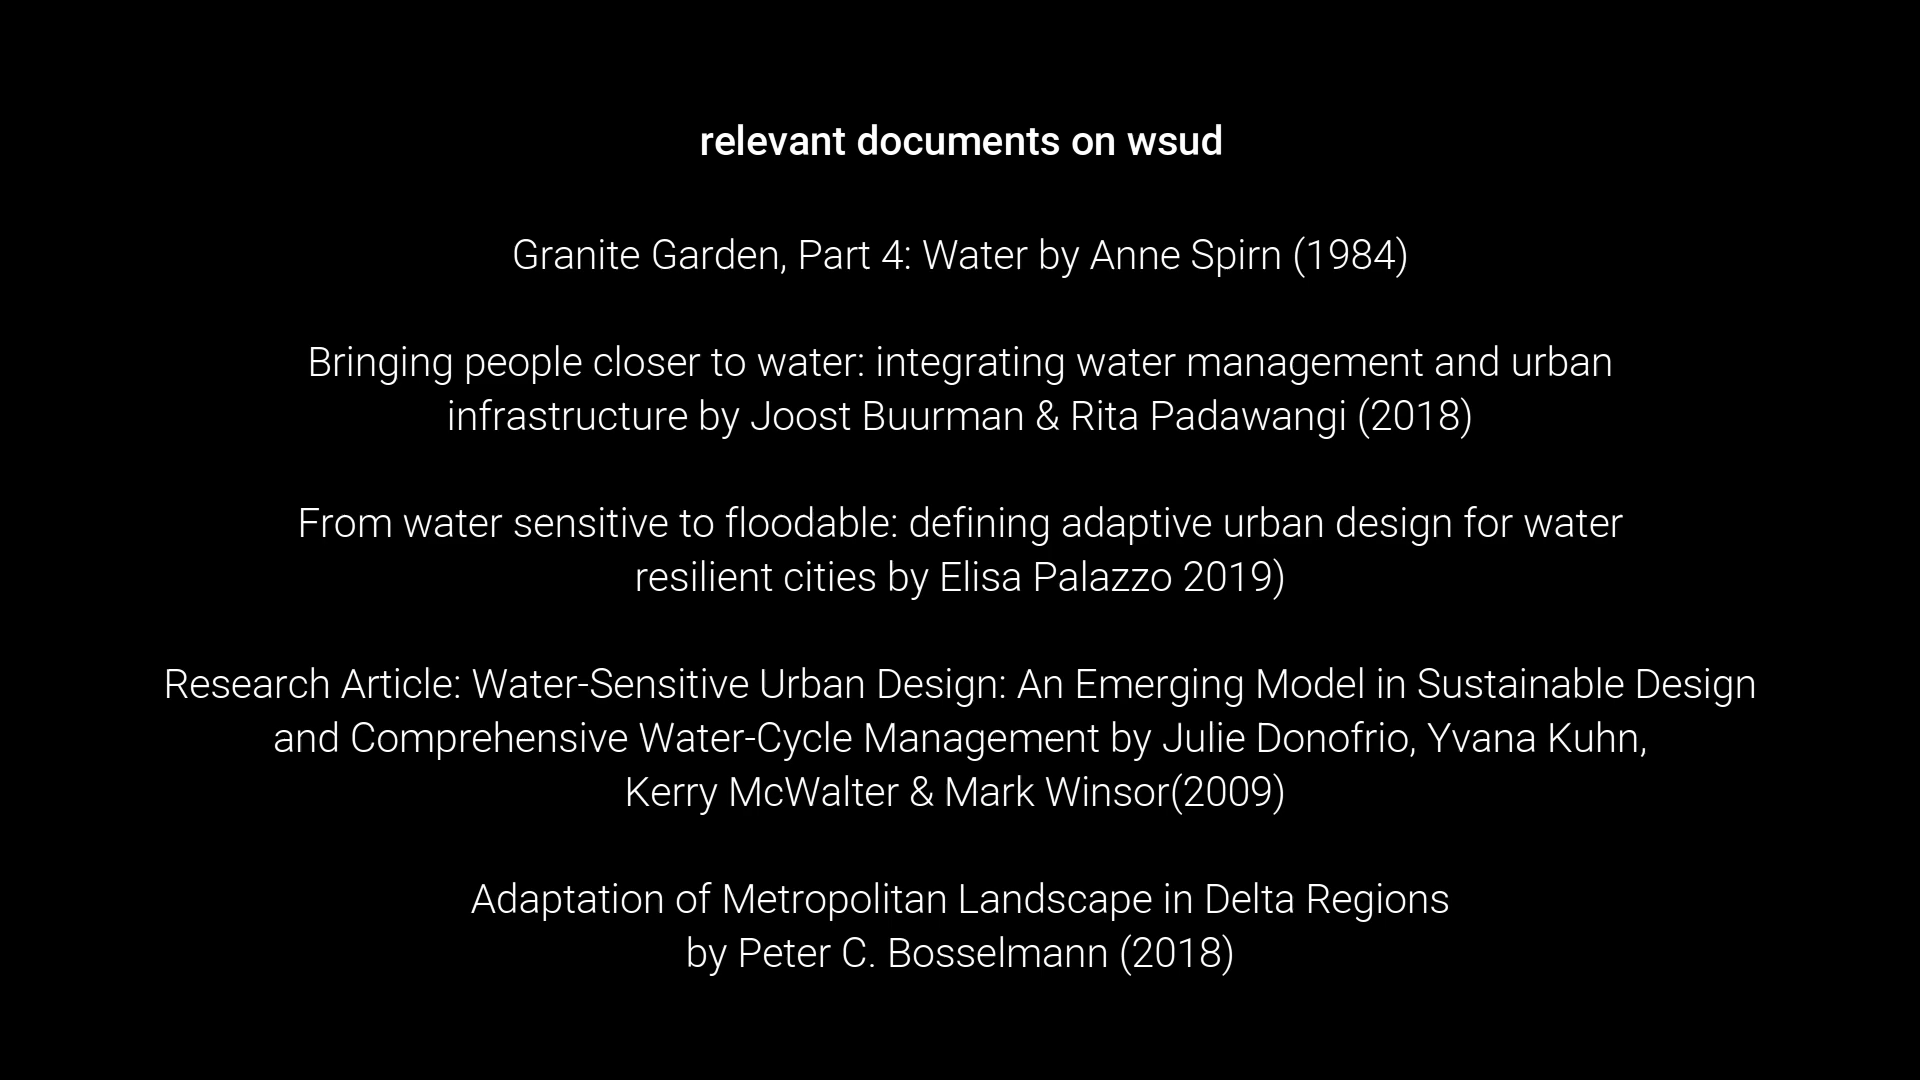 relevant documents on wsud
Granite Garden, Part 4: Water by Anne Spirn (1984)
Bringing people closer to water: integrating water management and urban
infrastructure by Joost Buurman & Rita Padawangi (2018)
From water sensitive to floodable: defining adaptive urban design for water
resilient cities by Elisa Palazzo 2019)
Research Article: Water-Sensitive Urban Design: An Emerging Model in Sustainable Design
and Comprehensive Water-Cycle Management by Julie Donofrio, Yvana Kuhn,
Kerry McWalter & Mark Winsor(2009)
Adaptation of Metropolitan Landscape in Delta Regions
by Peter C. Bosselmann (2018)